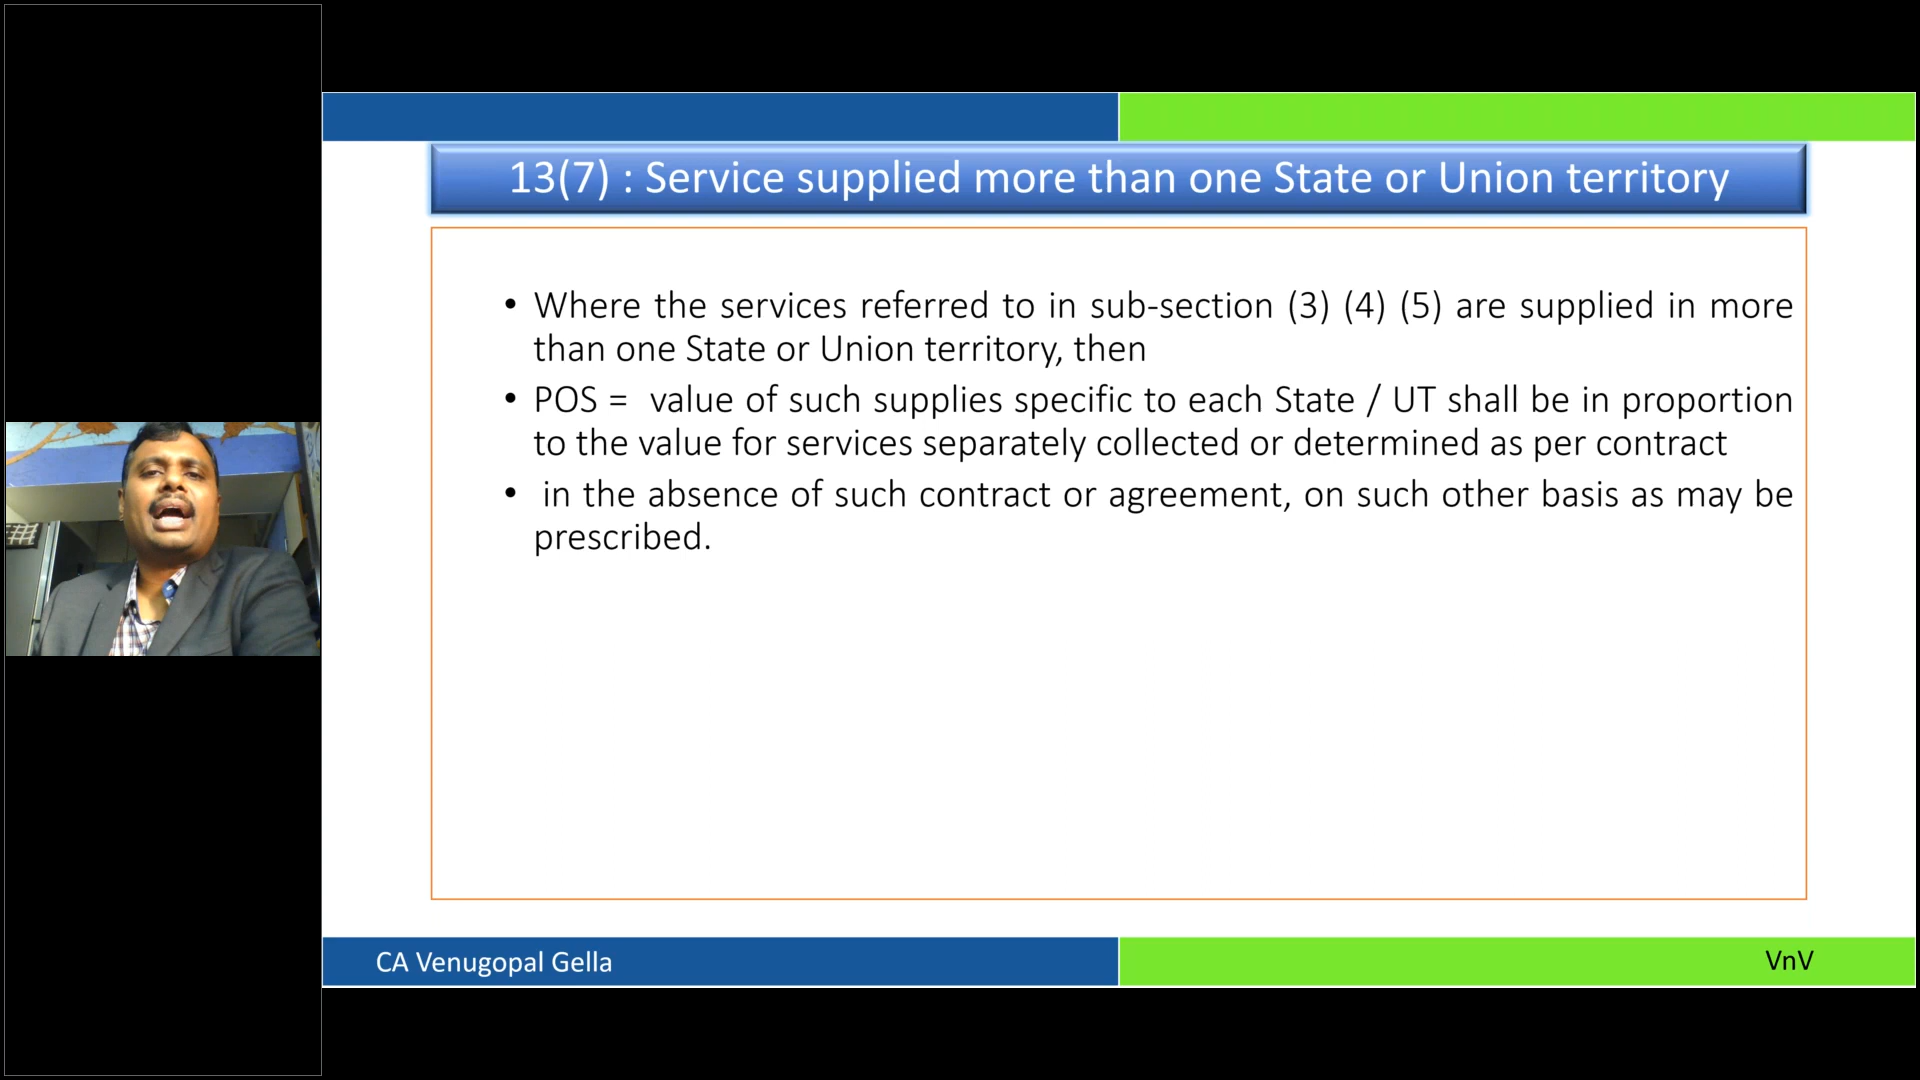 13(7) : Service supplied more than one State or Union territory
• Where the services referred to in sub-section (3) (4) (5) are supplied in more
than one State or Union territory, then
• POS = value of such supplies specific to each State / UT shall be in proportion
to the value for services separately collected or determined as per contract
• in the absence of such contract or agreement, on such other basis as may be
prescribed.
CA Venugopal Gella
VnV